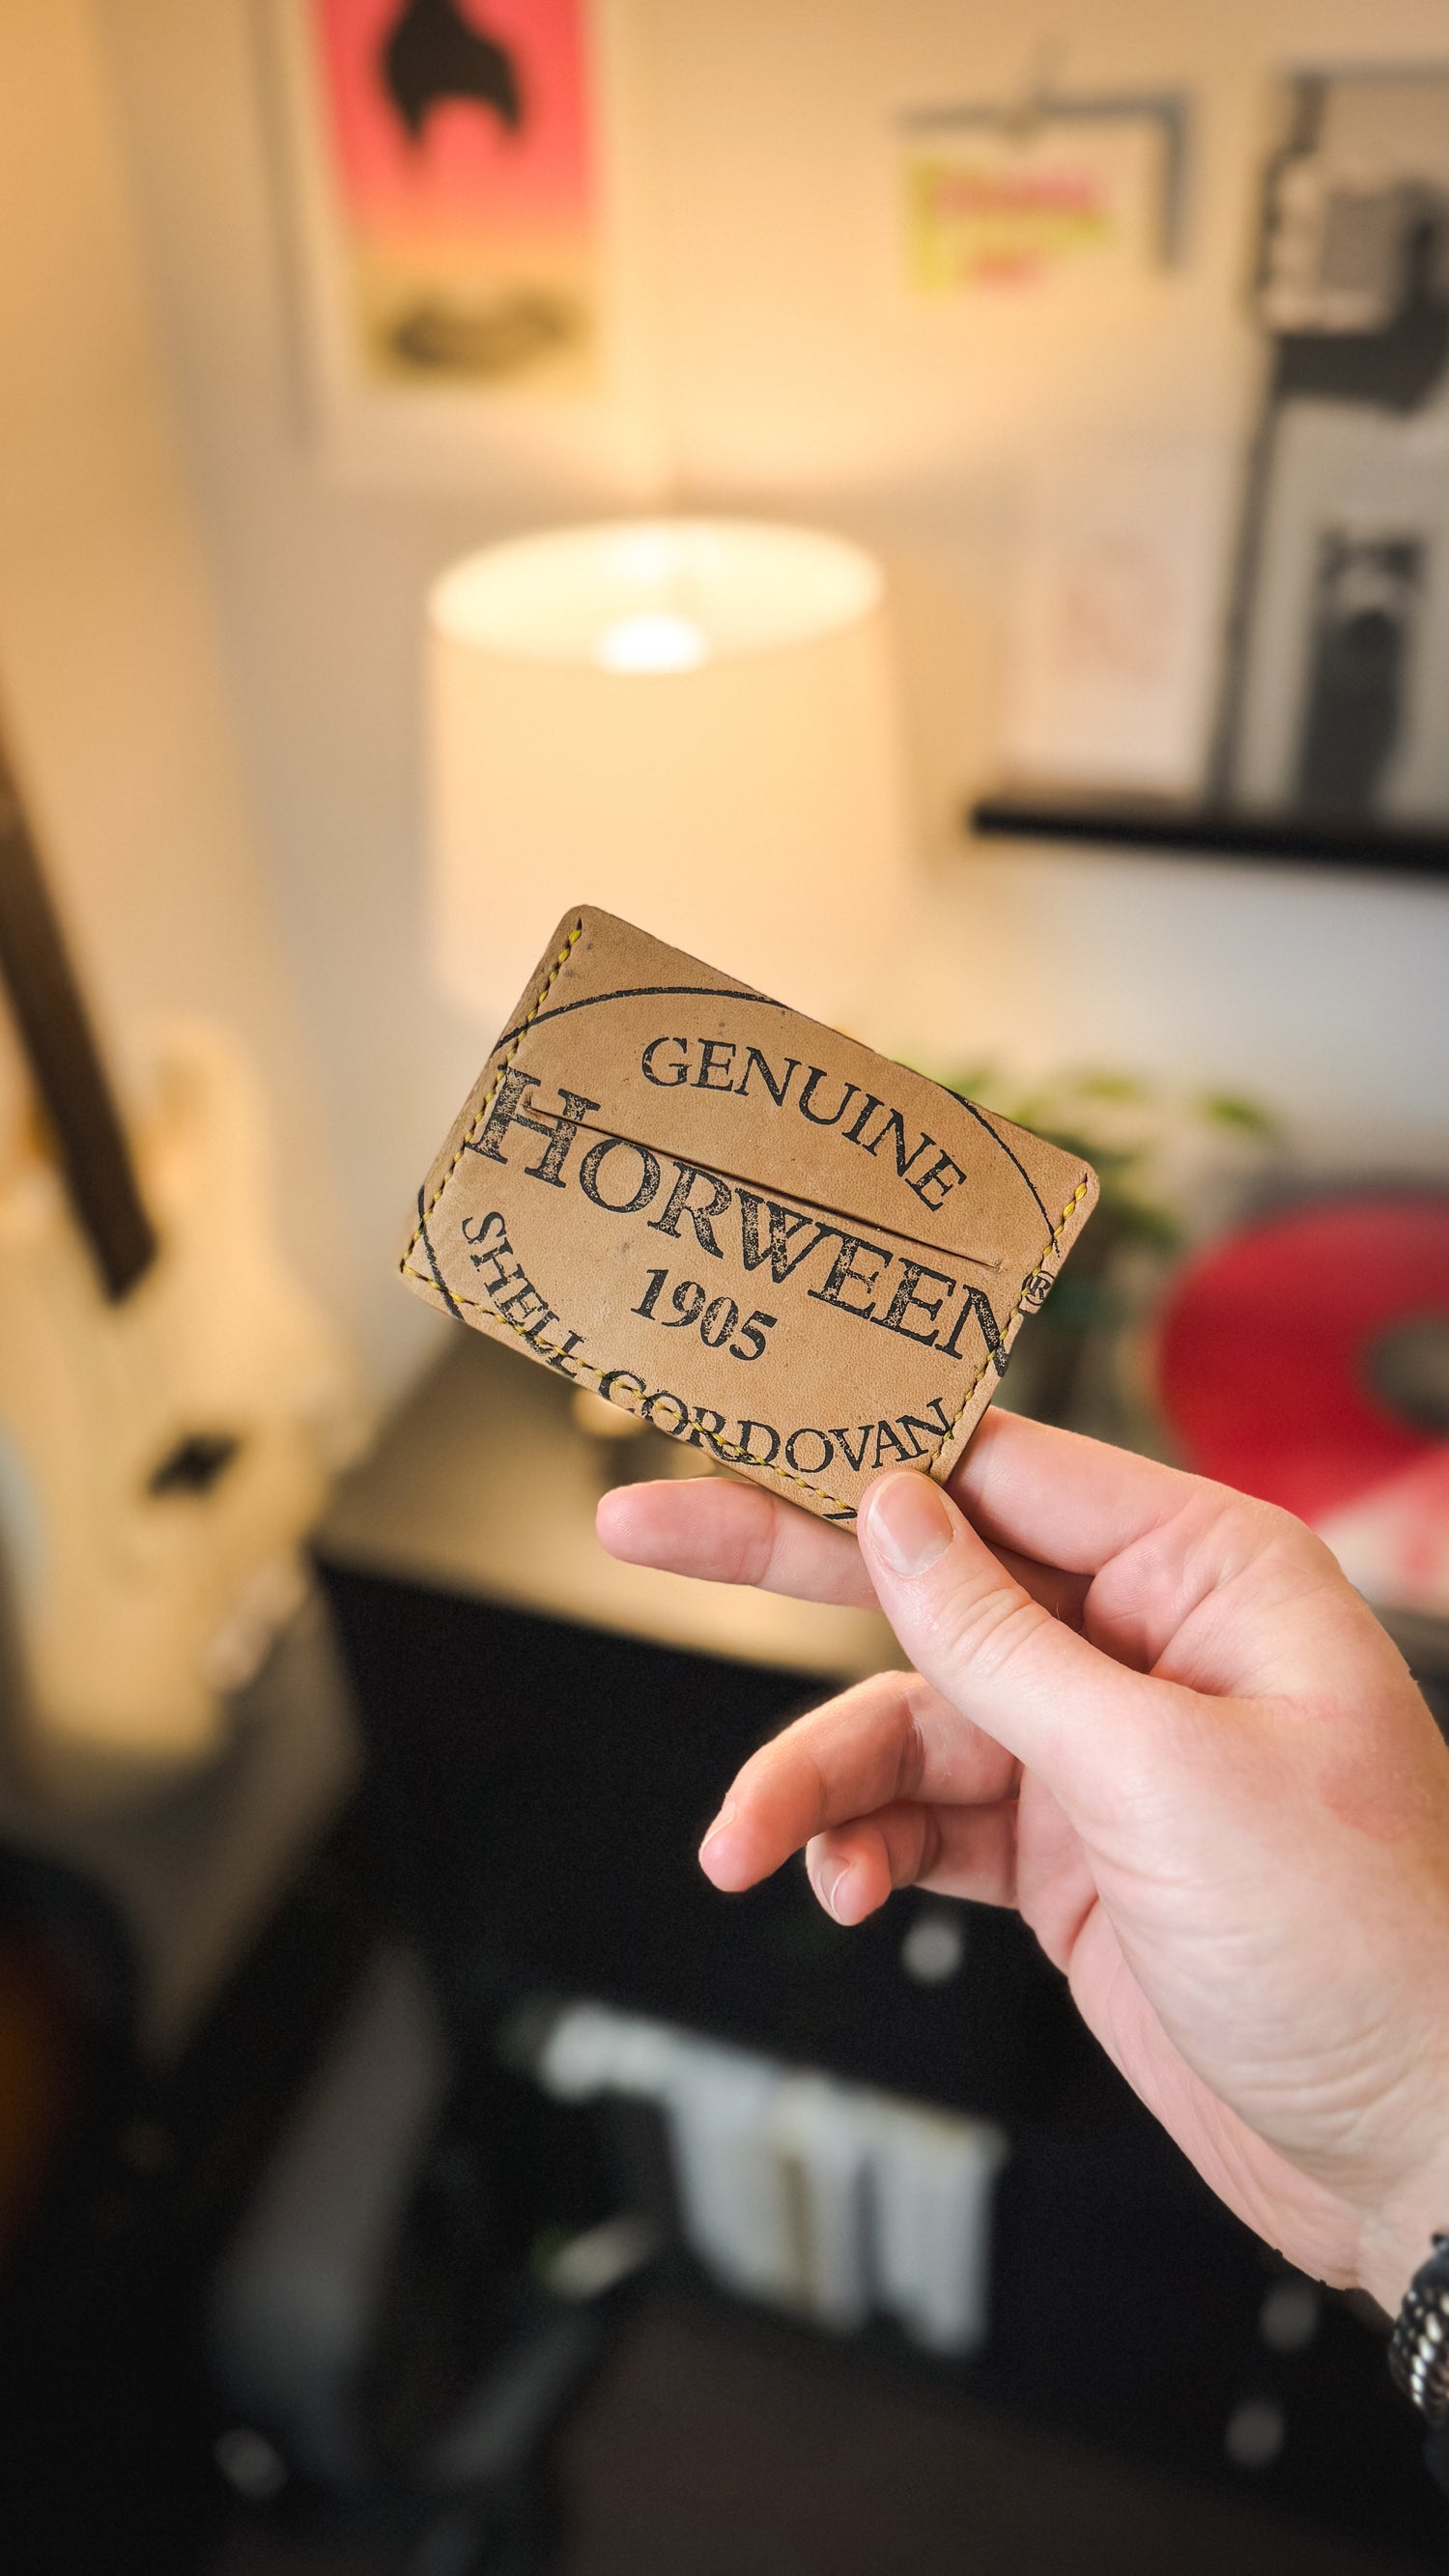 GENUINE
HORWEEN®
1905
SHELL CORDOVAN